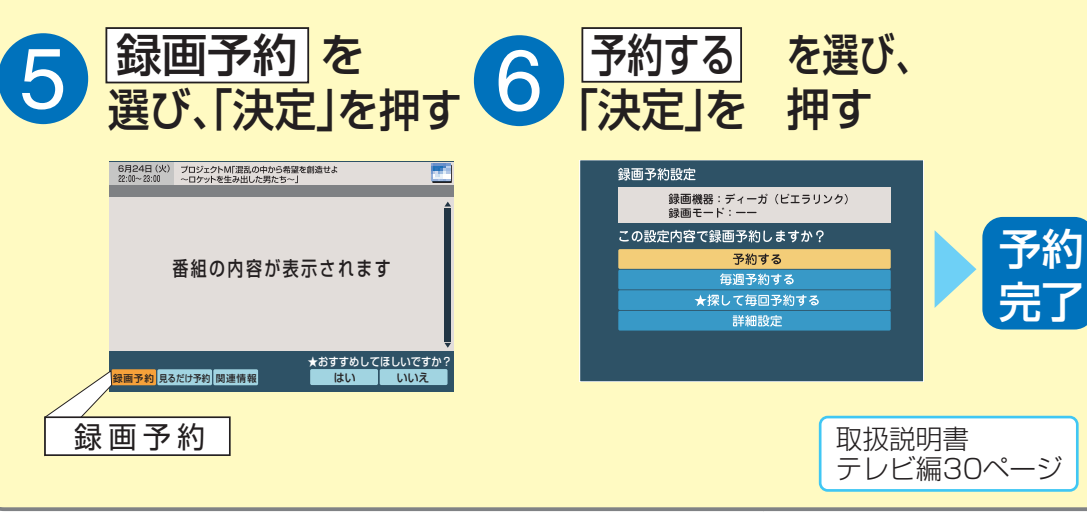 5
録画予約 を
選び、「決定」を押す
6月24日(火)
22:00~23:00
プロジェクトM「混乱の中から希望を創造せよ
～ロケットを生み出した男たち～」
番組の内容が表示されます
★おすすめしてほしいですか?
録画予約 見るだけ予約 関連情報 はい いいえ
録画予約
6
予約する を選び、
「決定」を 押す
録画予約設定
録画機器：ディーガ（ビエラリンク）
録画モード：ーー
この設定内容で録画予約しますか？
予約する
毎週予約する
★探して毎回予約する
詳細設定
予約
完了
取扱説明書
テレビ編30ページ